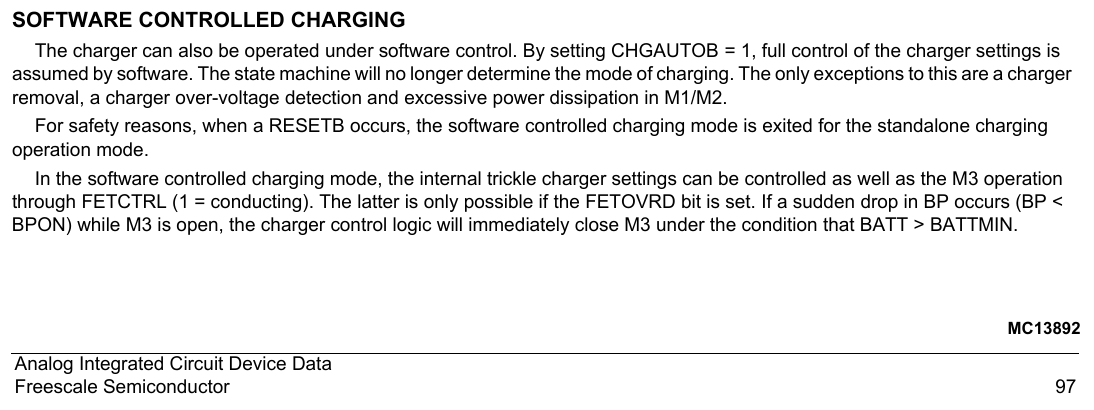 SOFTWARE CONTROLLED CHARGING
The charger can also be operated under software control. By setting CHGAUTOB = 1, full control of the charger settings is
assumed by software. The state machine will no longer determine the mode of charging. The only exceptions to this are a charger
removal, a charger over-voltage detection and excessive power dissipation in M1/M2.
For safety reasons, when a RESETB occurs, the software controlled charging mode is exited for the standalone charging
operation mode.
In the software controlled charging mode, the internal trickle charger settings can be controlled as well as the M3 operation
through FETCTRL (1 = conducting). The latter is only possible if the FETOVRD bit is set. If a sudden drop in BP occurs (BP <
BPON) while M3 is open, the charger control logic will immediately close M3 under the condition that BATT > BATTMIN.
MC13892
Analog Integrated Circuit Device Data
Freescale Semiconductor 97